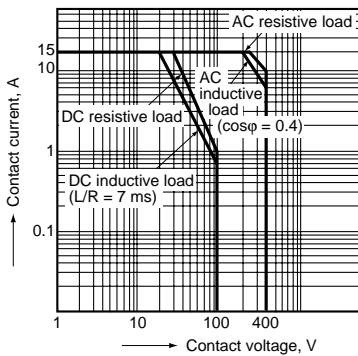 AC resistive load
15
10
AC
inductive
load
(cosφ = 0.4)
DC resistive load
1
DC inductive load
(L/R = 7 ms)
0.1
Contact current, A
1 10 100 400
Contact voltage, V